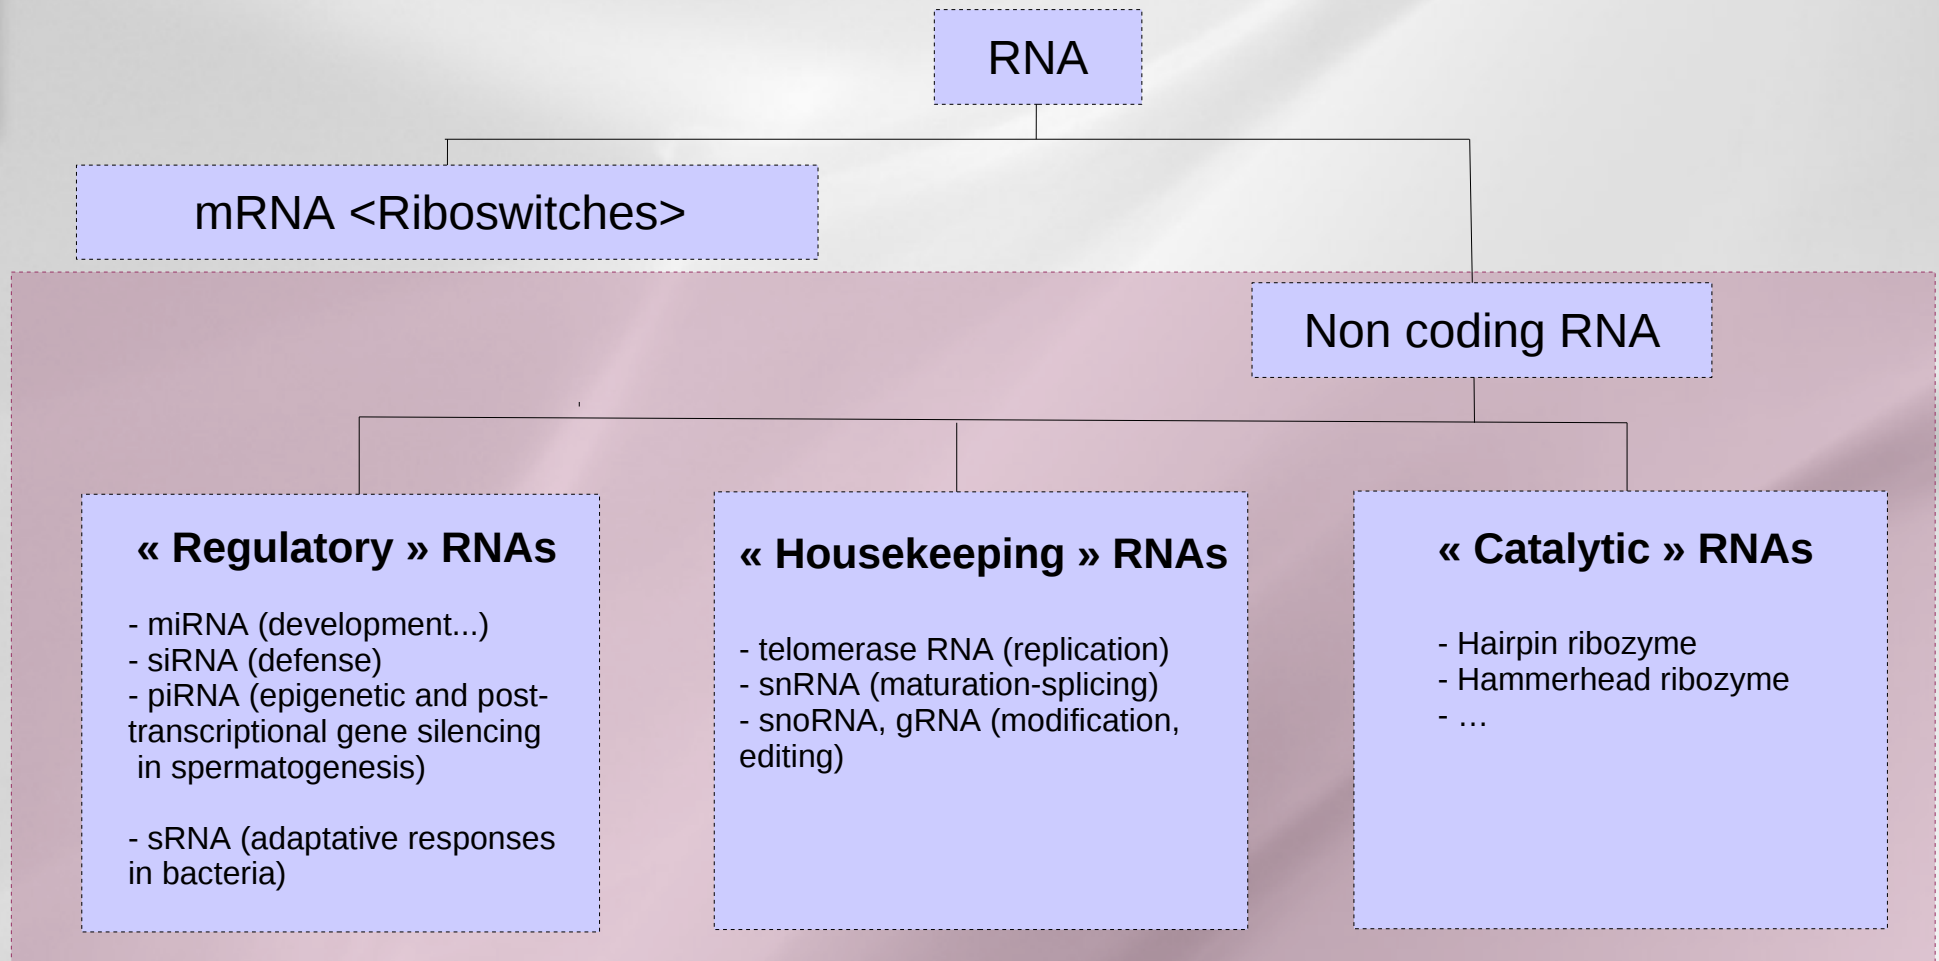 RNA
mRNA <Riboswitches>
Non coding RNA
« Regulatory » RNAs
- miRNA (development...)
- siRNA (defense)
- piRNA (epigenetic and post-
transcriptional gene silencing
in spermatogenesis)
- sRNA (adaptative responses
in bacteria)
« Housekeeping » RNAs
- telomerase RNA (replication)
- snRNA (maturation-splicing)
- snoRNA, gRNA (modification,
editing)
« Catalytic » RNAs
- Hairpin ribozyme
- Hammerhead ribozyme
- …